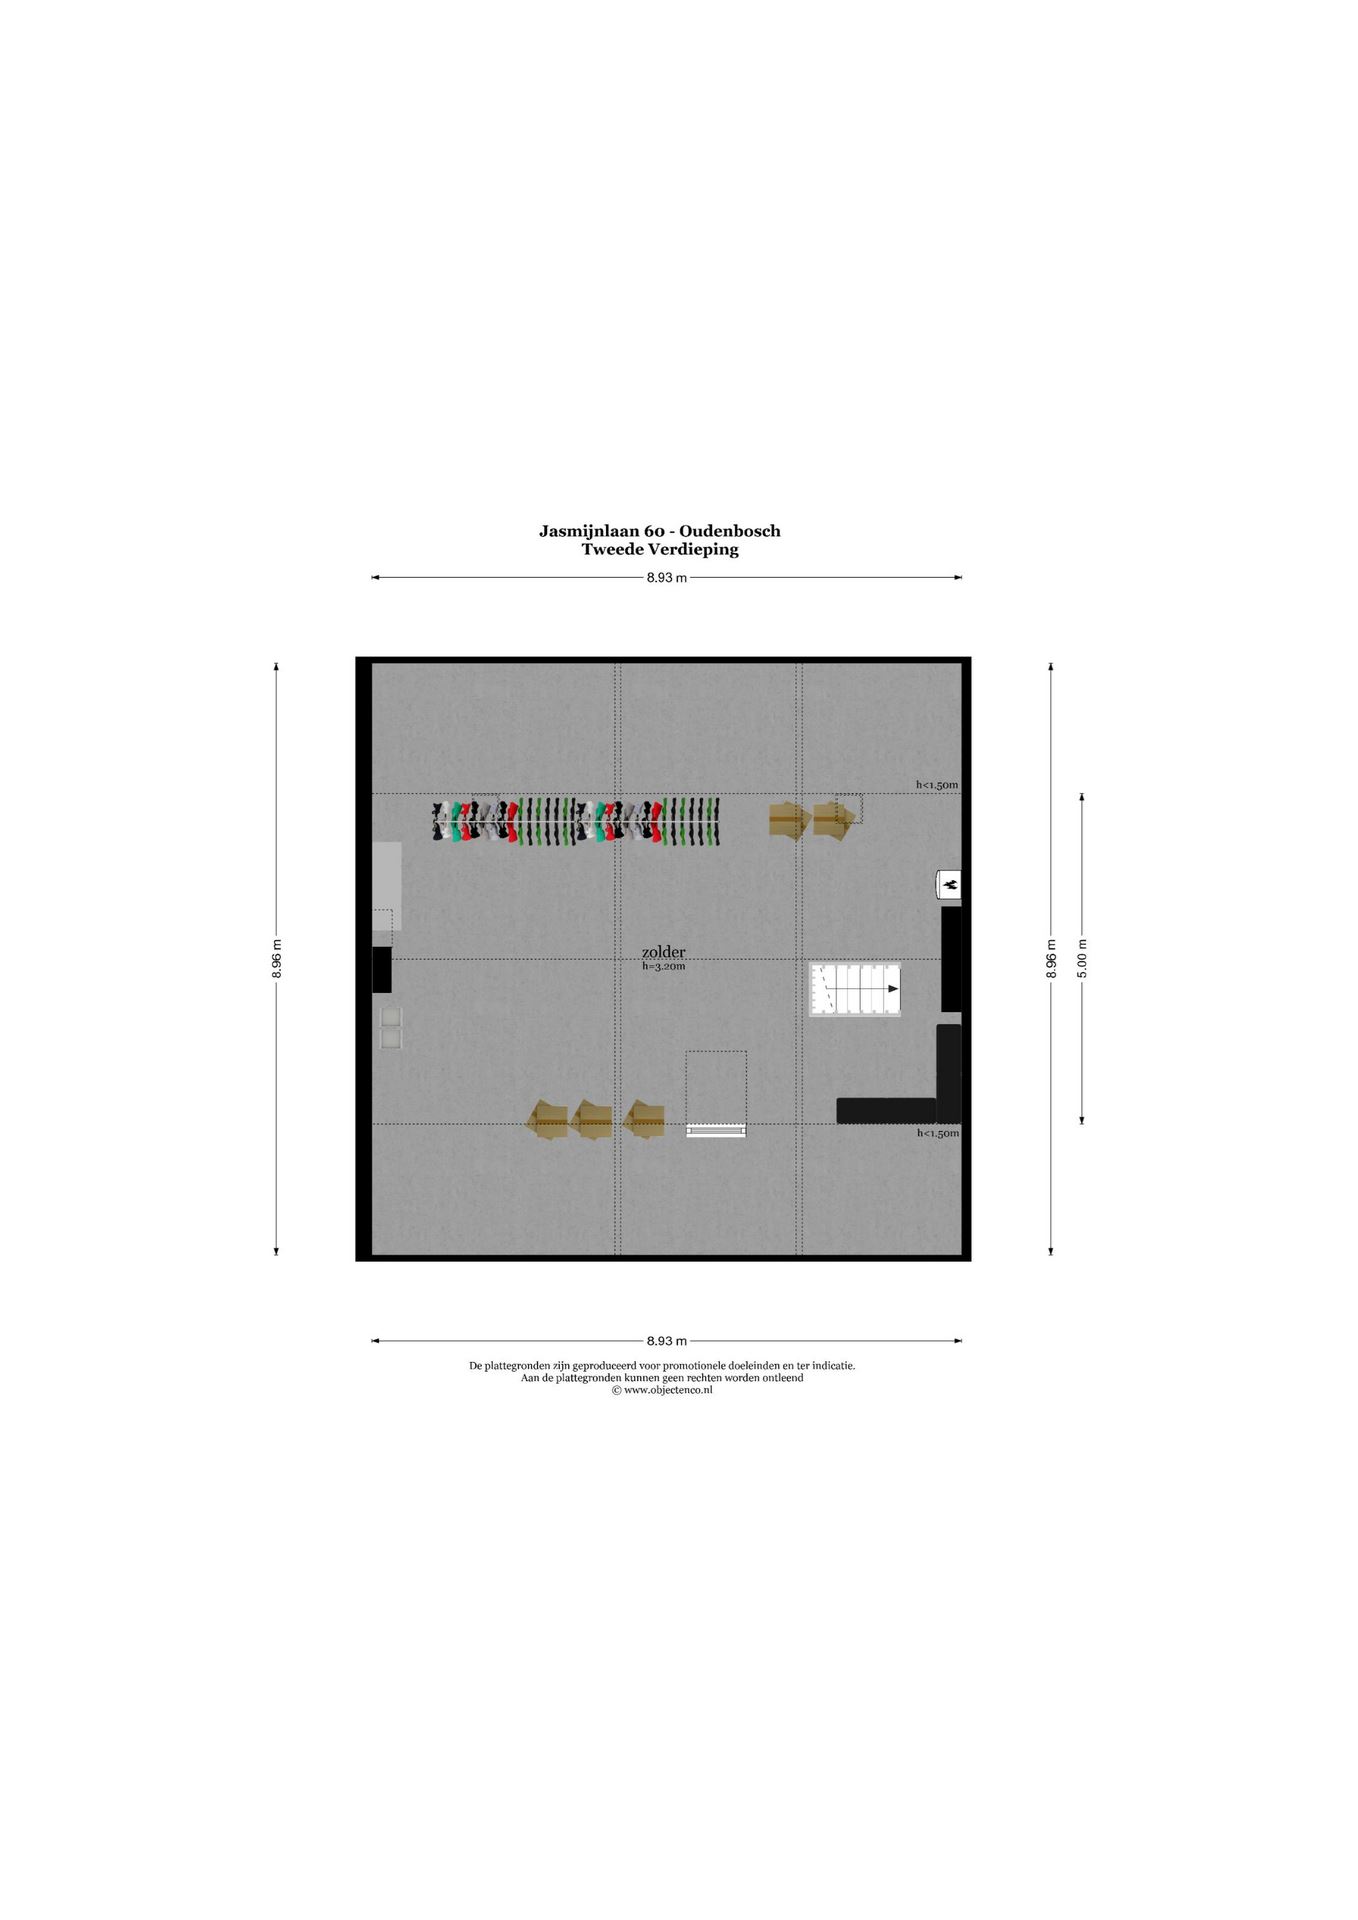 Jasmijnlaan 60 - Oudenbosch
Tweede Verdieping
8.93 m
h<1.50m
8.96 m
zolder
h=3.20m
8.96 m
5.00 m
h<1.50m
8.93 m
De plattegronden zijn geproduceerd voor promotionele doeleinden en ter indicatie.
Aan de plattegronden kunnen geen rechten worden ontleend
© www.objectenco.nl